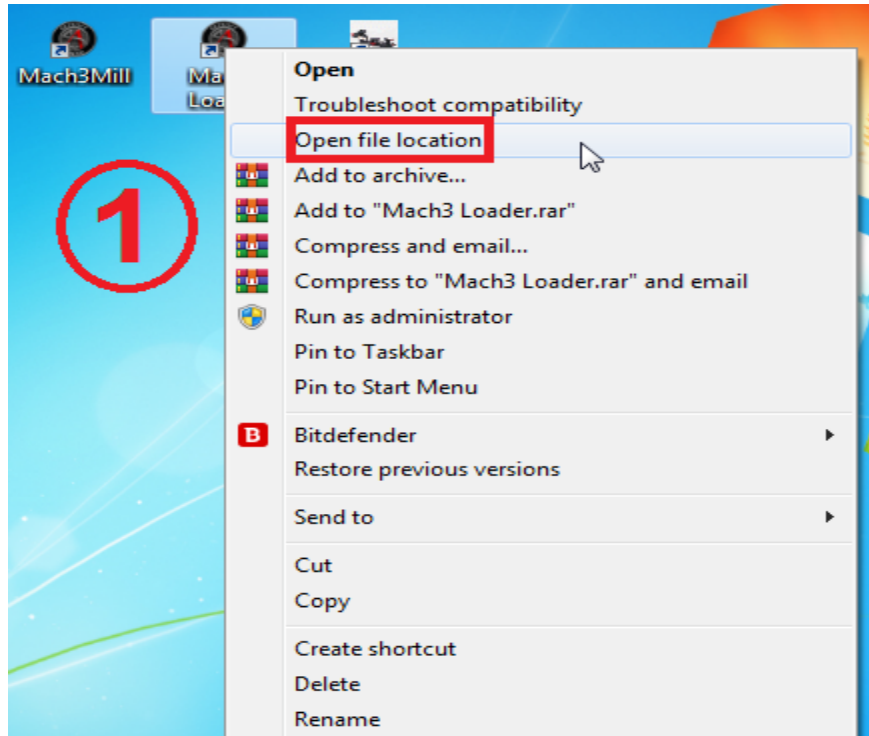 Mach3Mill
Ma
Loa
1
Open
Troubleshoot compatibility
Open file location
Add to archive...
Add to "Mach3 Loader.rar"
Compress and email...
Compress to "Mach3 Loader.rar" and email
Run as administrator
Pin to Taskbar
Pin to Start Menu
B
Bitdefender
Restore previous versions
Send to
Cut
Copy
Create shortcut
Delete
Rename